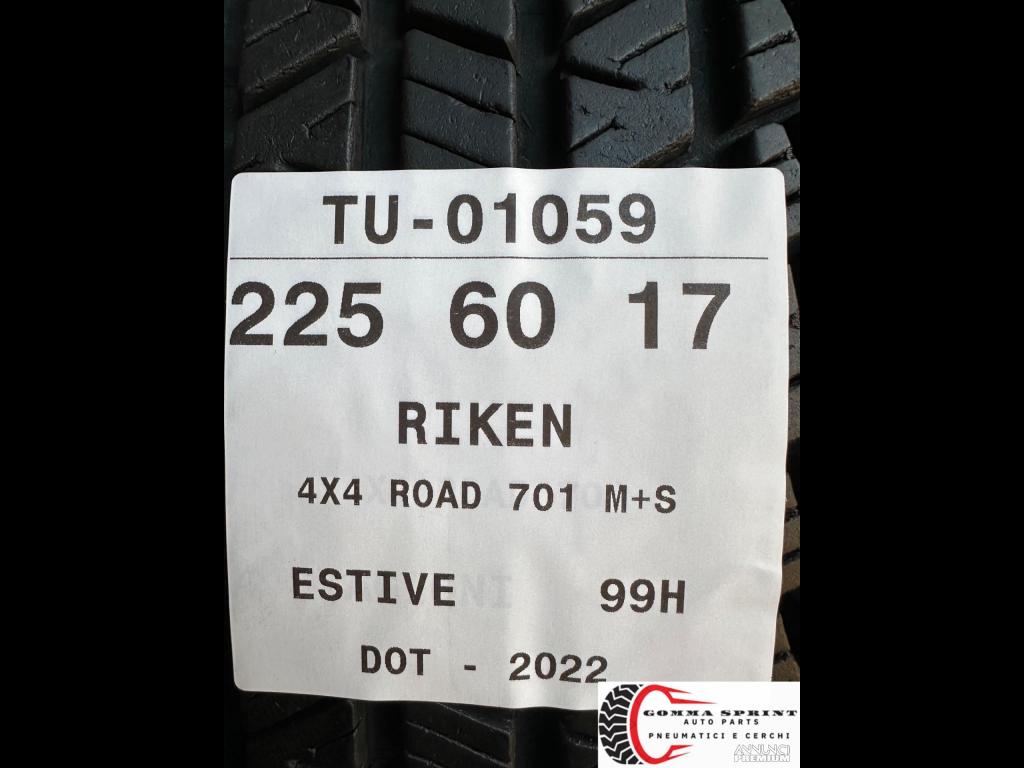 TU-01059
225 60 17
RIKEN
4X4 ROAD 701 M+S
ESTIVE 99H
DOT - 2022
GOMMA SPRINT
AUTO PARTS
PNEUMATICI E CERCHI
ANNUNCI
PREMIUM